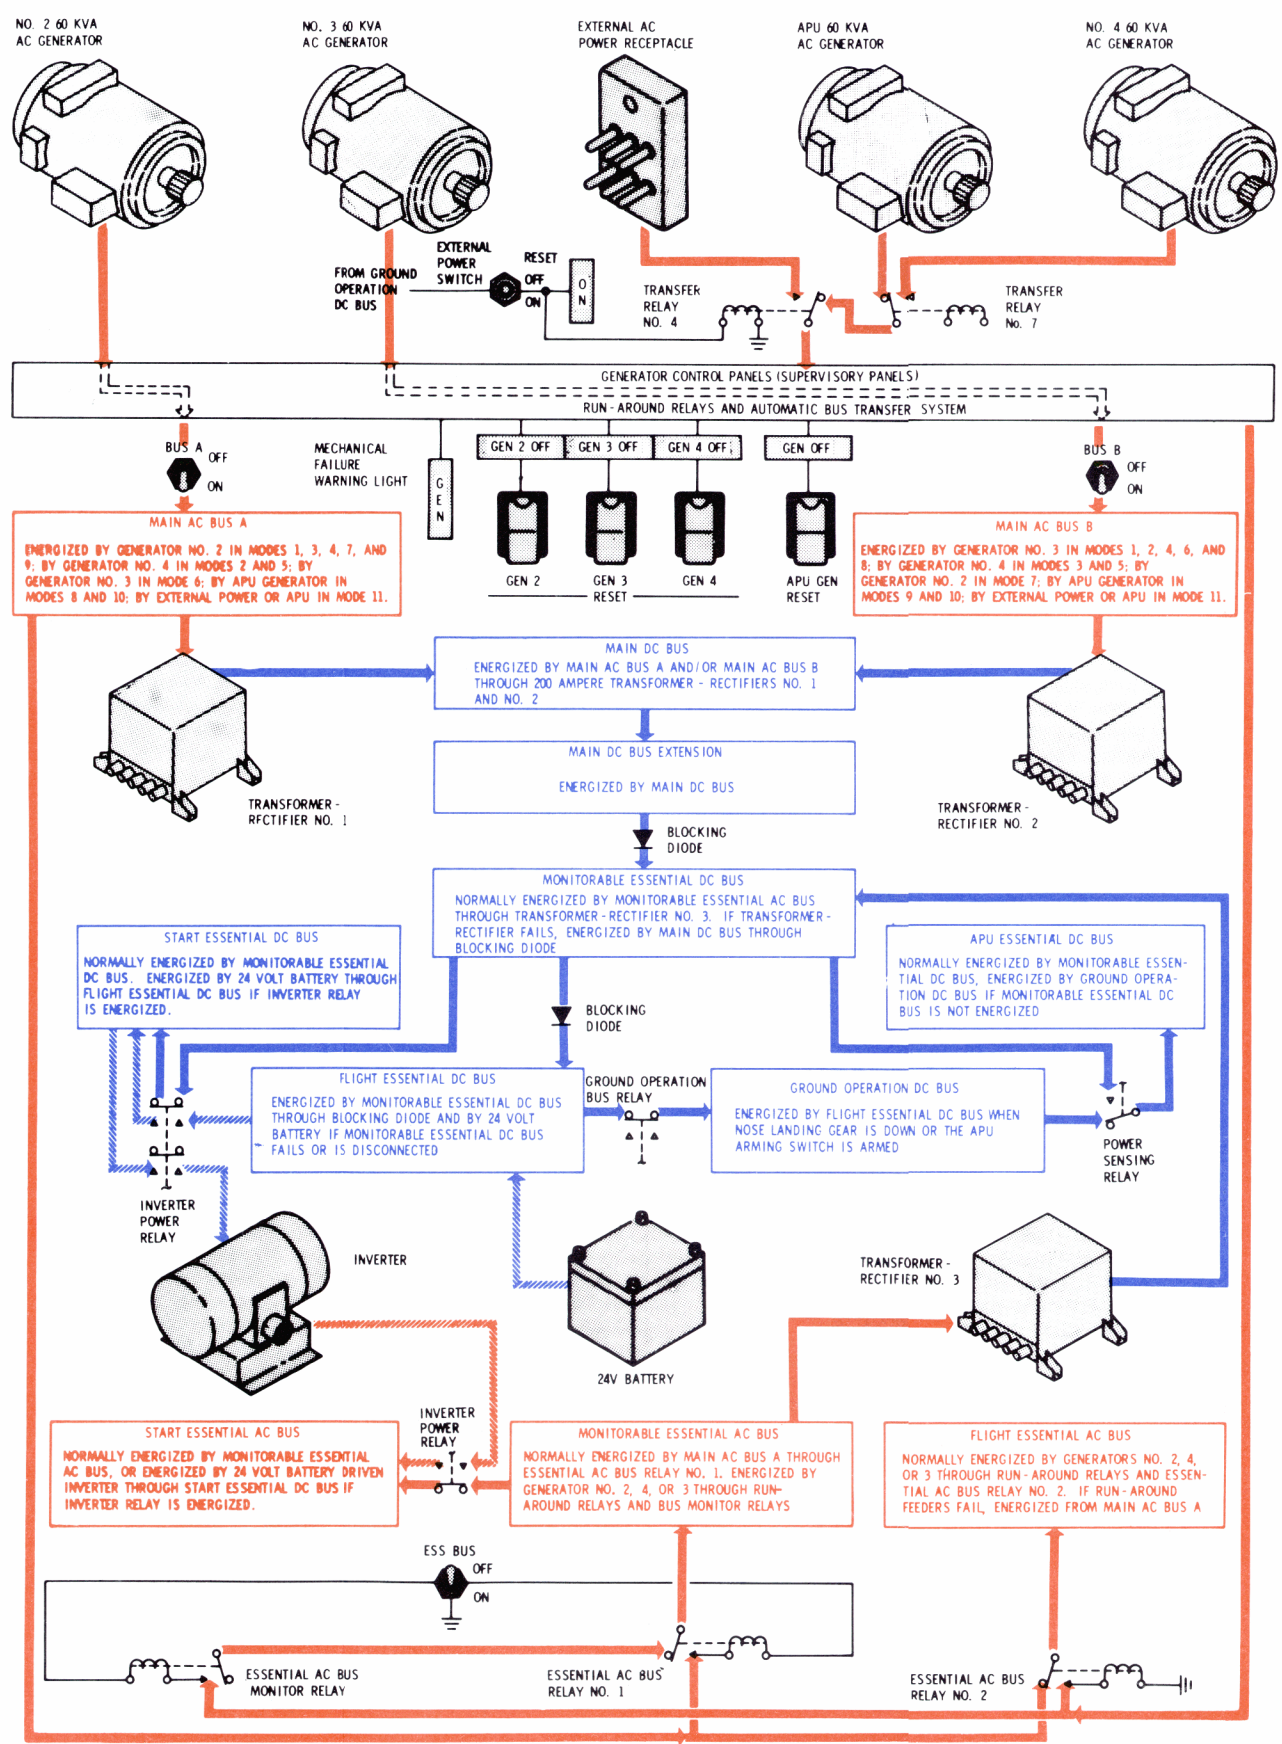 NO. 2 60 KVA
AC GENERATOR
NO. 3 60 KVA
AC GENERATOR
EXTERNAL AC
POWER RECEPTACLE
APU 60 KVA
AC GENERATOR
NO. 4 60 KVA
AC GENERATOR
EXTERNAL
POWER
SWITCH
RESET
OFF
ON
FROM GROUND
OPERATION
DC BUS
ON
TRANSFER
RELAY
NO. 4
TRANSFER
RELAY
No. 7
GENERATOR CONTROL PANELS (SUPERVISORY PANELS)
RUN-AROUND RELAYS AND AUTOMATIC BUS TRANSFER SYSTEM
BUS A
OFF
ON
MECHANICAL
FAILURE
WARNING LIGHT
GEN
GEN 2 OFF
GEN 3 OFF
GEN 4 OFF
GEN OFF
BUS B
OFF
ON
GEN 2
GEN 3
GEN 4
RESET
APU GEN
RESET
MAIN AC BUS A
ENERGIZED BY GENERATOR NO. 2 IN MODES 1, 3, 4, 7, AND
9; BY GENERATOR NO. 4 IN MODES 2 AND 5; BY
GENERATOR NO. 3 IN MODE 6; BY APU GENERATOR IN
MODES 8 AND 10; BY EXTERNAL POWER OR APU IN MODE 11.
MAIN AC BUS B
ENERGIZED BY GENERATOR NO. 3 IN MODES 1, 2, 4, 6, AND
8; BY GENERATOR NO. 4 IN MODES 3 AND 5; BY
GENERATOR NO. 2 IN MODE 7; BY APU GENERATOR IN
MODES 9 AND 10; BY EXTERNAL POWER OR APU IN MODE 11.
MAIN DC BUS
ENERGIZED BY MAIN AC BUS A AND/OR MAIN AC BUS B
THROUGH 200 AMPERE TRANSFORMER - RECTIFIERS NO. 1
AND NO. 2
MAIN DC BUS EXTENSION
ENERGIZED BY MAIN DC BUS
TRANSFORMER-
RECTIFIER NO. 1
TRANSFORMER-
RECTIFIER NO. 2
BLOCKING
DIODE
MONITORABLE ESSENTIAL DC BUS
NORMALLY ENERGIZED BY MONITORABLE ESSENTIAL AC BUS
THROUGH TRANSFORMER-RECTIFIER NO. 3. IF TRANSFORMER-
RECTIFIER FAILS, ENERGIZED BY MAIN DC BUS THROUGH
BLOCKING DIODE
START ESSENTIAL DC BUS
NORMALLY ENERGIZED BY MONITORABLE ESSENTIAL
DC BUS. ENERGIZED BY 24 VOLT BATTERY THROUGH
FLIGHT ESSENTIAL DC BUS IF INVERTER RELAY
IS ENERGIZED.
APU ESSENTIAL DC BUS
NORMALLY ENERGIZED BY MONITORABLE ESSEN-
TIAL DC BUS, ENERGIZED BY GROUND OPERA-
TION DC BUS IF MONITORABLE ESSENTIAL DC
BUS IS NOT ENERGIZED
BLOCKING
DIODE
FLIGHT ESSENTIAL DC BUS
ENERGIZED BY MONITORABLE ESSENTIAL DC BUS
THROUGH BLOCKING DIODE AND BY 24 VOLT
BATTERY IF MONITORABLE ESSENTIAL DC BUS
FAILS OR IS DISCONNECTED
GROUND OPERATION
BUS RELAY
GROUND OPERATION DC BUS
ENERGIZED BY FLIGHT ESSENTIAL DC BUS WHEN
NOSE LANDING GEAR IS DOWN OR THE APU
ARMING SWITCH IS ARMED
POWER
SENSING
RELAY
INVERTER
POWER
RELAY
INVERTER
24V BATTERY
TRANSFORMER-
RECTIFIER NO. 3
INVERTER
POWER
RELAY
START ESSENTIAL AC BUS
NORMALLY ENERGIZED BY MONITORABLE ESSENTIAL
AC BUS, OR ENERGIZED BY 24 VOLT BATTERY DRIVEN
INVERTER THROUGH START ESSENTIAL DC BUS IF
INVERTER RELAY IS ENERGIZED.
MONITORABLE ESSENTIAL AC BUS
NORMALLY ENERGIZED BY MAIN AC BUS A THROUGH
ESSENTIAL AC BUS RELAY NO. 1. ENERGIZED BY
GENERATOR NO. 2, 4, OR 3 THROUGH RUN-
AROUND RELAYS AND BUS MONITOR RELAYS
FLIGHT ESSENTIAL AC BUS
NORMALLY ENERGIZED BY GENERATORS NO. 2, 4,
OR 3 THROUGH RUN-AROUND RELAYS AND ESSEN-
TIAL AC BUS RELAY NO. 2. IF RUN-AROUND
FEEDERS FAIL, ENERGIZED FROM MAIN AC BUS A
ESS BUS
OFF
ON
ESSENTIAL AC BUS
MONITOR RELAY
ESSENTIAL AC BUS
RELAY NO. 1
ESSENTIAL AC BUS
RELAY NO. 2